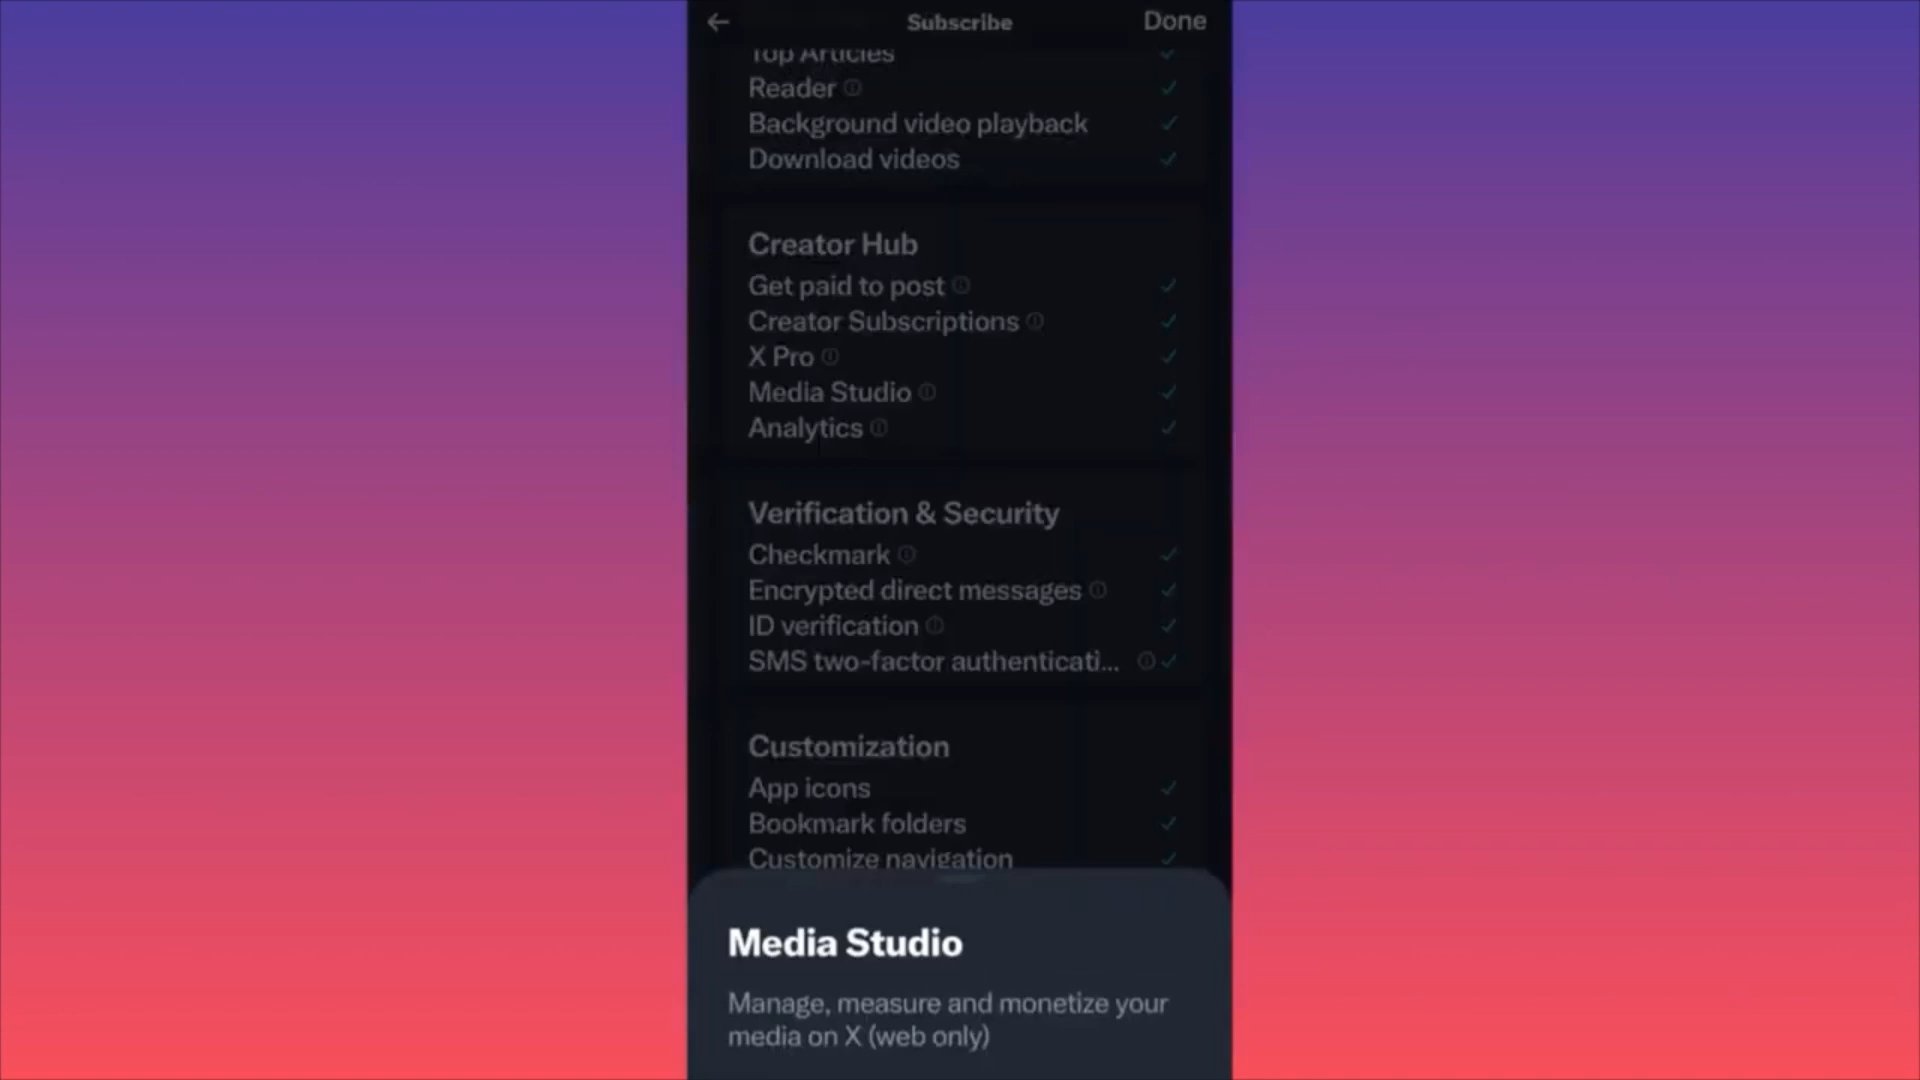 Subscribe
Done
Top Articles
Reader
Background video playback
Download videos
Creator Hub
Get paid to post
Creator Subscriptions
X Pro
Media Studio
Analytics
Verification & Security
Checkmark
Encrypted direct messages
ID verification
SMS two-factor authenticati...
Customization
App icons
Bookmark folders
Customize navigation
Media Studio
Manage, measure and monetize your
media on X (web only)